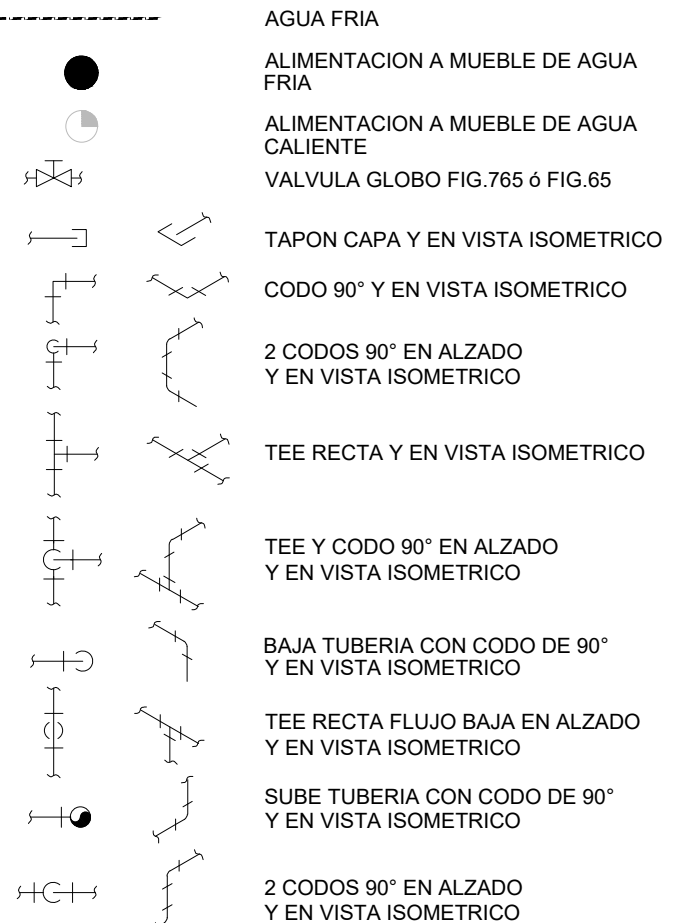 AGUA FRIA
ALIMENTACION A MUEBLE DE AGUA
FRIA
ALIMENTACION A MUEBLE DE AGUA
CALIENTE
VALVULA GLOBO FIG.765 ó FIG.65
TAPON CAPA Y EN VISTA ISOMETRICO
CODO 90° Y EN VISTA ISOMETRICO
2 CODOS 90° EN ALZADO
Y EN VISTA ISOMETRICO
TEE RECTA Y EN VISTA ISOMETRICO
TEE Y CODO 90° EN ALZADO
Y EN VISTA ISOMETRICO
BAJA TUBERIA CON CODO DE 90°
Y EN VISTA ISOMETRICO
TEE RECTA FLUJO BAJA EN ALZADO
Y EN VISTA ISOMETRICO
SUBE TUBERIA CON CODO DE 90°
Y EN VISTA ISOMETRICO
2 CODOS 90° EN ALZADO
Y EN VISTA ISOMETRICO